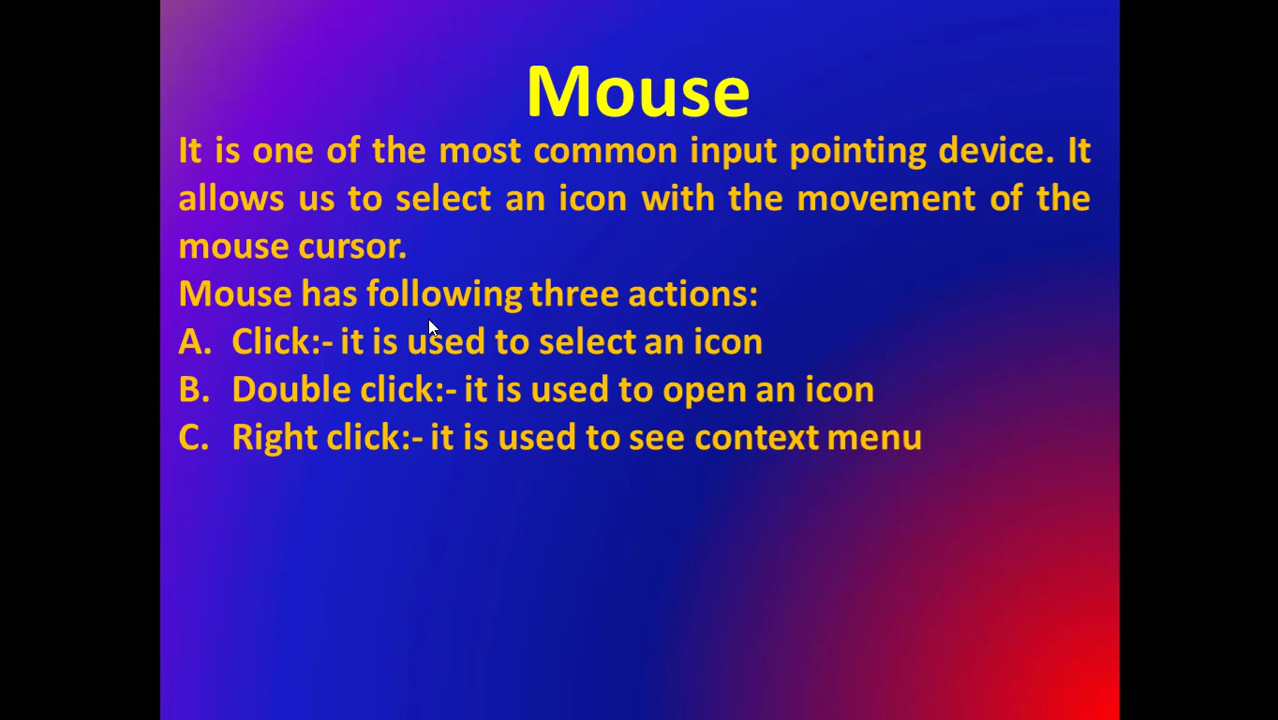 Mouse
It is one of the most common input pointing device. It
allows us to select an icon with the movement of the
mouse cursor.
Mouse has following three actions:
A. Click:- it is used to select an icon
B. Double click:- it is used to open an icon
C. Right click:- it is used to see context menu